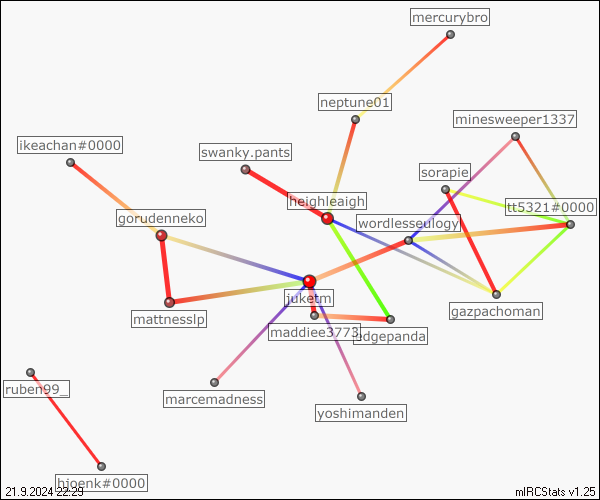 mercurybro
neptune01
minesweeper1337
ikeachan#0000
swanky.pants
sorapie
heighleaigh
tt5321#0000
gorudenneko
wordlesseulogy
juketm
gazpachoman
mattnesslp
maddiee3773
ruben99_
marcemadness
yoshimanden
hjoenk#0000
21.9.2024 22:29
mIRCStats v1.25